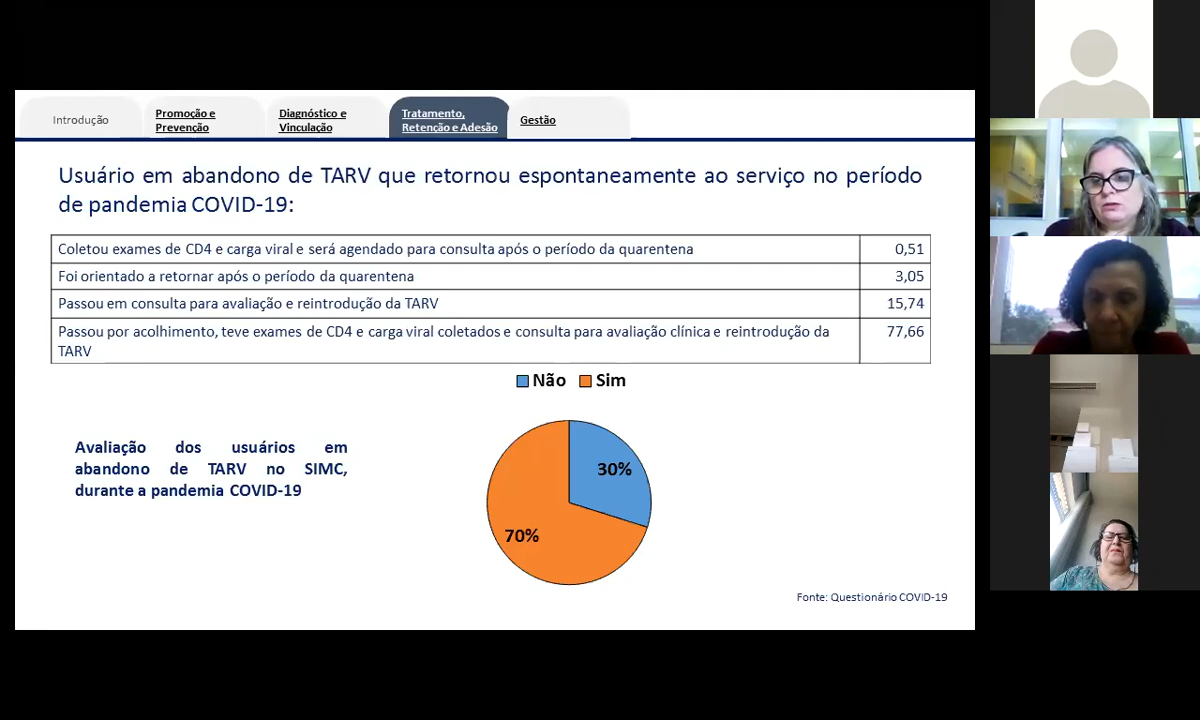 Introdução
Promoção e
Prevenção
Diagnóstico e
Vinculação
Tratamento,
Retenção e Adesão
Gestão
Usuário em abandono de TARV que retornou espontaneamente ao serviço no período
de pandemia COVID-19:
Coletou exames de CD4 e carga viral e será agendado para consulta após o período da quarentena 0,51
Foi orientado a retornar após o período da quarentena 3,05
Passou em consulta para avaliação e reintrodução da TARV 15,74
Passou por acolhimento, teve exames de CD4 e carga viral coletados e consulta para avaliação clínica e reintrodução da 77,66
TARV
Não Sim
Avaliação dos usuários em
abandono de TARV no SIMC,
durante a pandemia COVID-19
30%
70%
Fonte: Questionário COVID-19